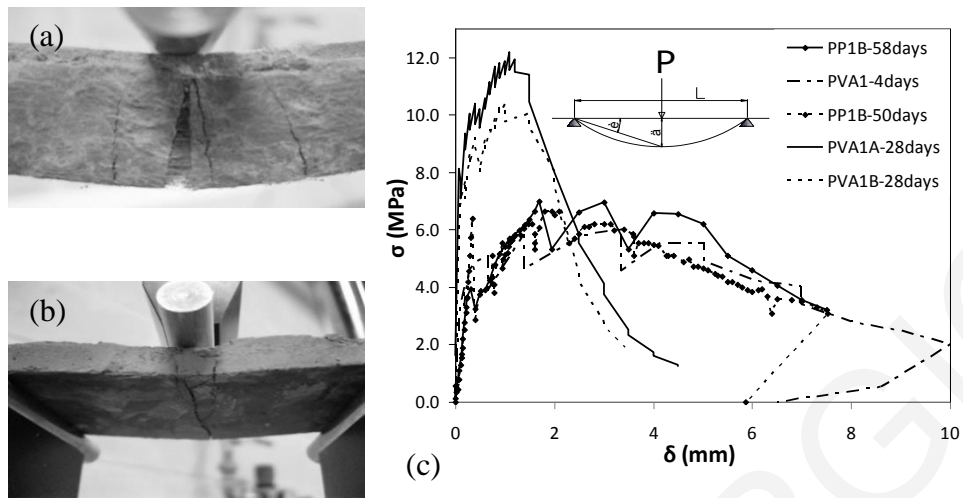 (a)
(b)
(c)
σ (MPa)
12.0
10.0
8.0
6.0
4.0
2.0
0.0
0 2 4 6 8 10
δ (mm)
P
L
è
ä
PP1B-58days
PVA1-4days
PP1B-50days
PVA1A-28days
PVA1B-28days